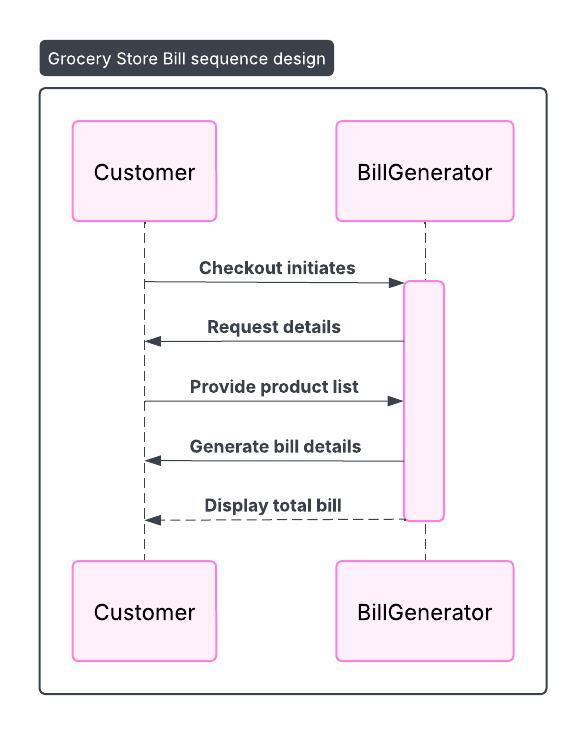 Grocery Store Bill sequence design
Customer
BillGenerator
Checkout initiates
Request details
Provide product list
Generate bill details
Display total bill
Customer
BillGenerator